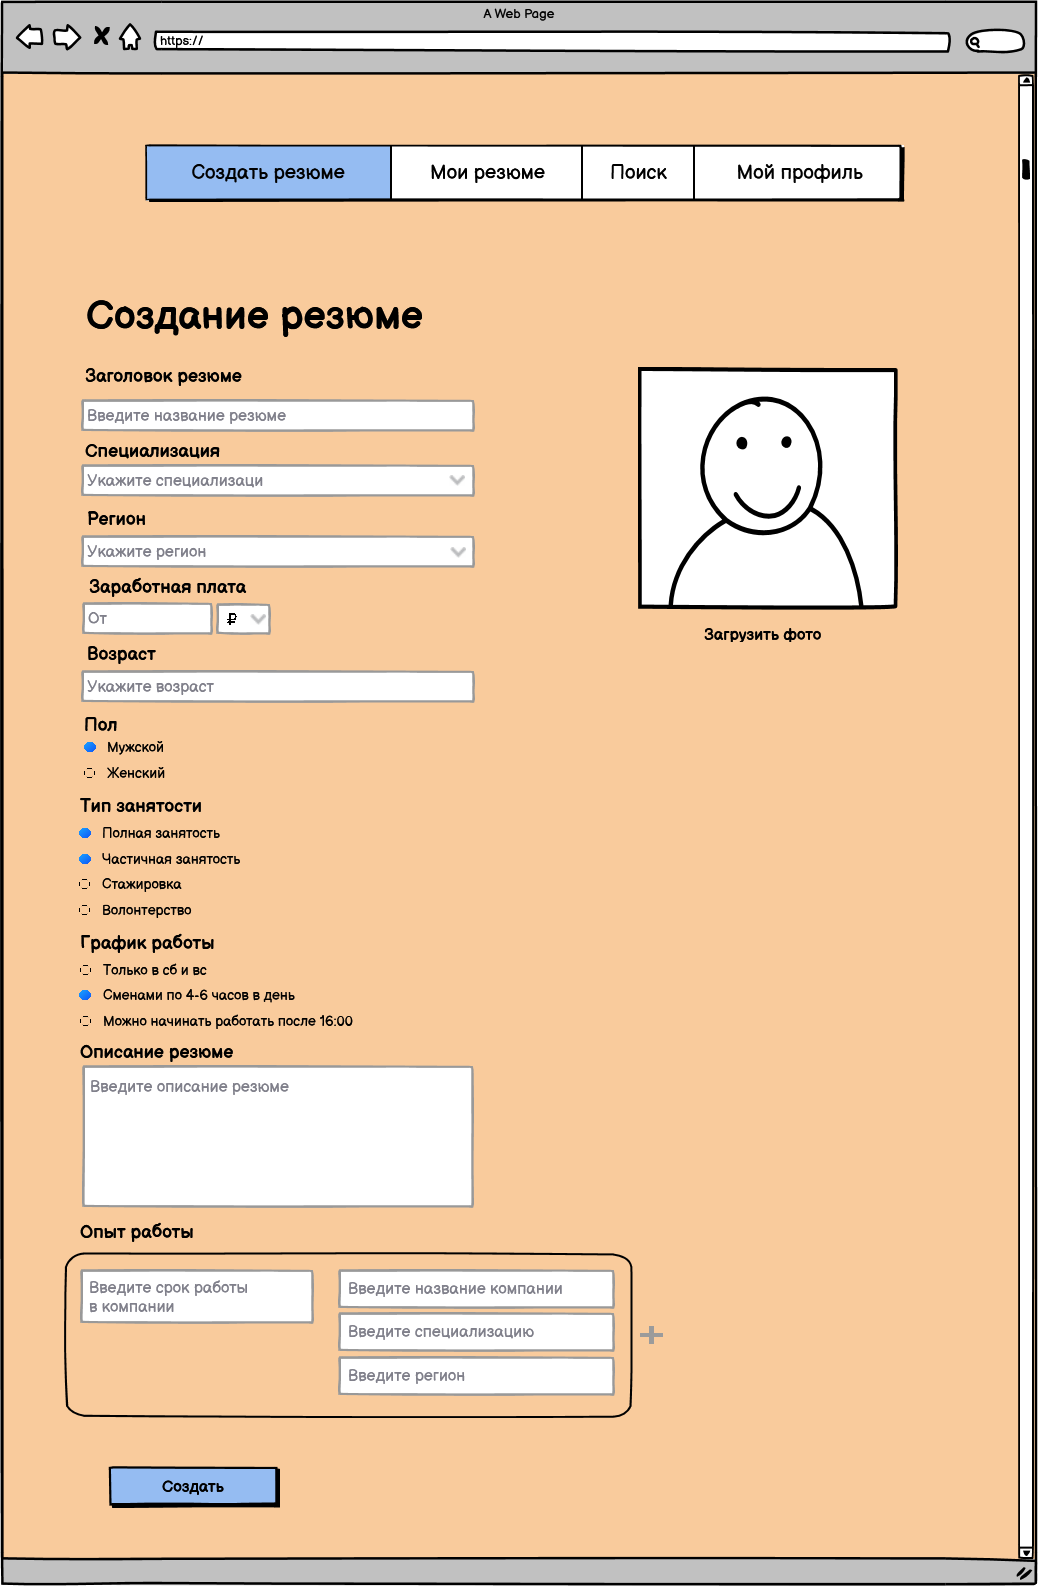 A Web Page
https://
Создать резюме
Мои резюме
Поиск
Мой профиль
Создание резюме
Заголовок резюме
Введите название резюме
Специализация
Укажите специализаци
Регион
Укажите регион
Заработная плата
От
₽
Загрузить фото
Возраст
Укажите возраст
Пол
Мужской
Женский
Тип занятости
Полная занятость
Частичная занятость
Стажировка
Волонтерство
График работы
Только в сб и вс
Сменами по 4-6 часов в день
Можно начинать работать после 16:00
Описание резюме
Введите описание резюме
Опыт работы
Введите срок работы
в компании
Введите название компании
Введите специализацию
Введите регион
Создать